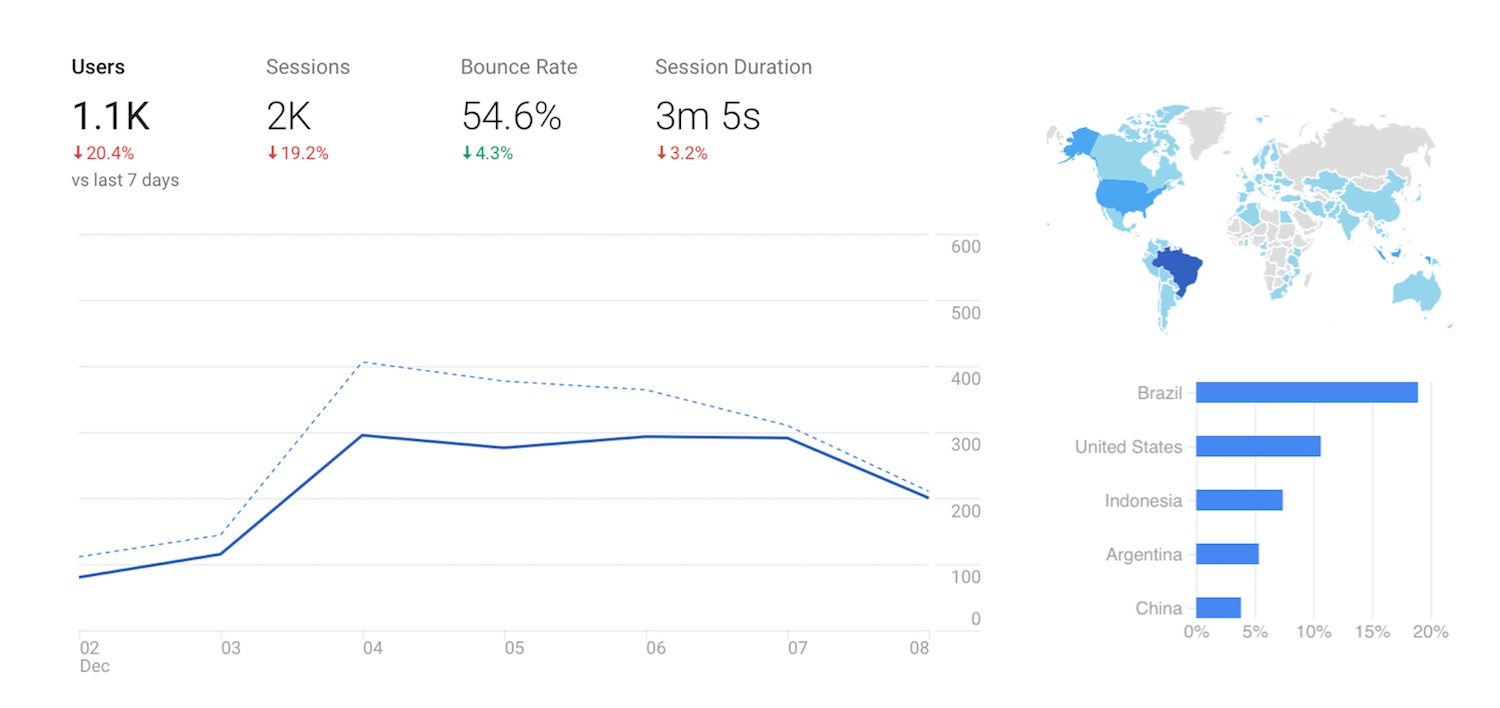 Users
1.1K
↓20.4%
vs last 7 days
Sessions
2K
↓19.2%
Bounce Rate
54.6%
↓4.3%
Session Duration
3m 5s
↓3.2%
600
500
400
300
200
100
0
02 03 04 05 06 07 08
Dec
Brazil
United States
Indonesia
Argentina
China
0% 5% 10% 15% 20%